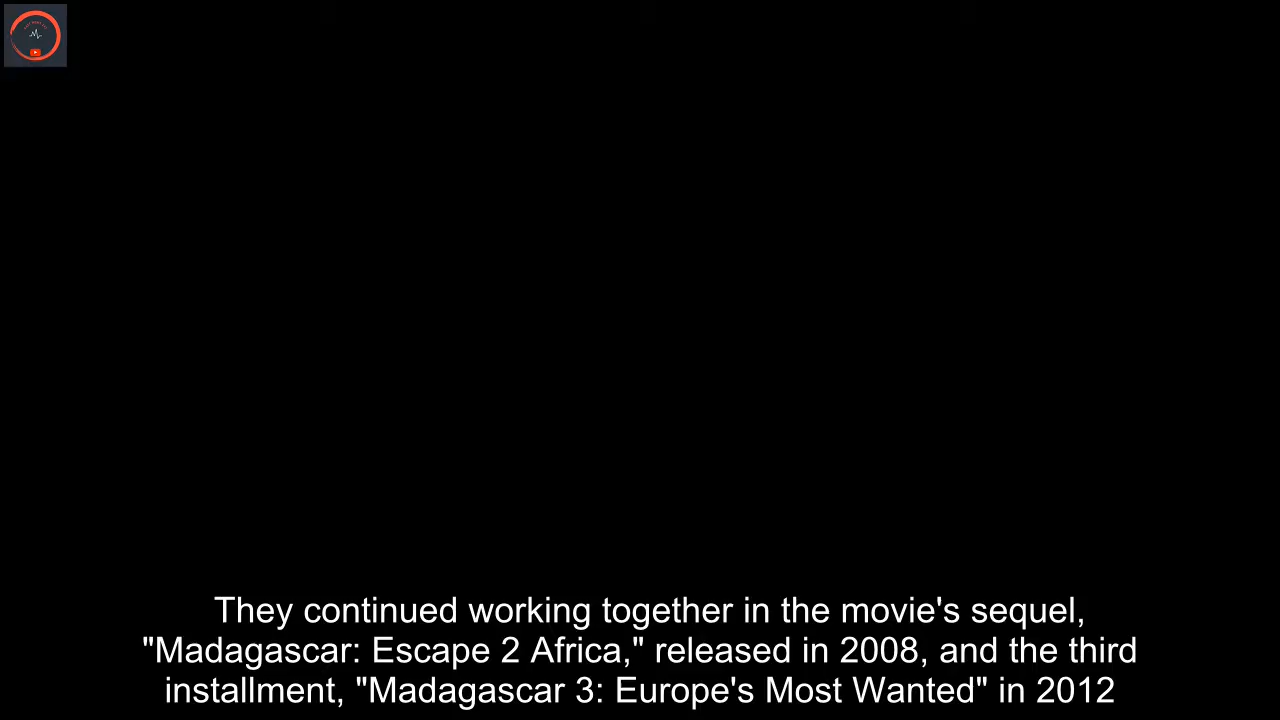 They continued working together in the movie's sequel,
"Madagascar: Escape 2 Africa," released in 2008, and the third
installment, "Madagascar 3: Europe's Most Wanted" in 2012